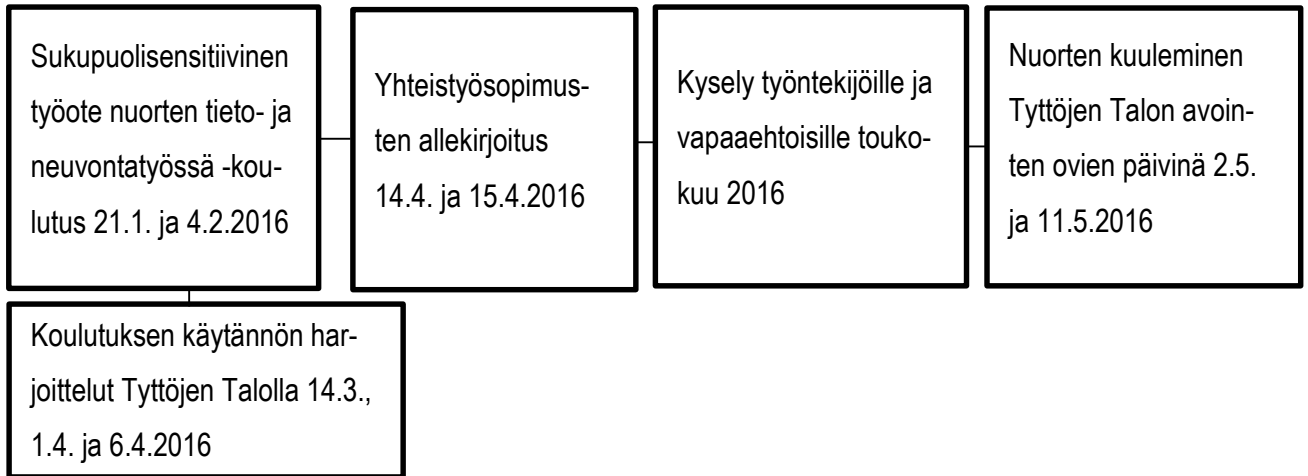 Sukupuolisensitiivinen
työote nuorten tieto- ja
neuvontatyössä -kou-
lutus 21.1. ja 4.2.2016
Yhteistyösopimus-
ten allekirjoitus
14.4. ja 15.4.2016
Kysely työntekijöille ja
vapaaehtoisille touko-
kuu 2016
Nuorten kuuleminen
Tyttöjen Talon avoin-
ten ovien päivinä 2.5.
ja 11.5.2016
Koulutuksen käytännön har-
joittelut Tyttöjen Talolla 14.3.,
1.4. ja 6.4.2016